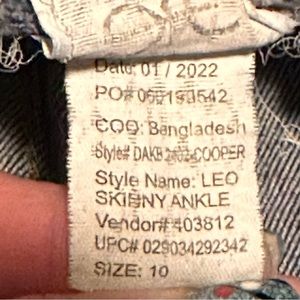 Date: 01 / 2022
PO#
COO: Bangladesh
Style#
Style Name: LEO
SKINNY ANKLE
Vendor# 403812
UPC# 029034292342
SIZE: 10